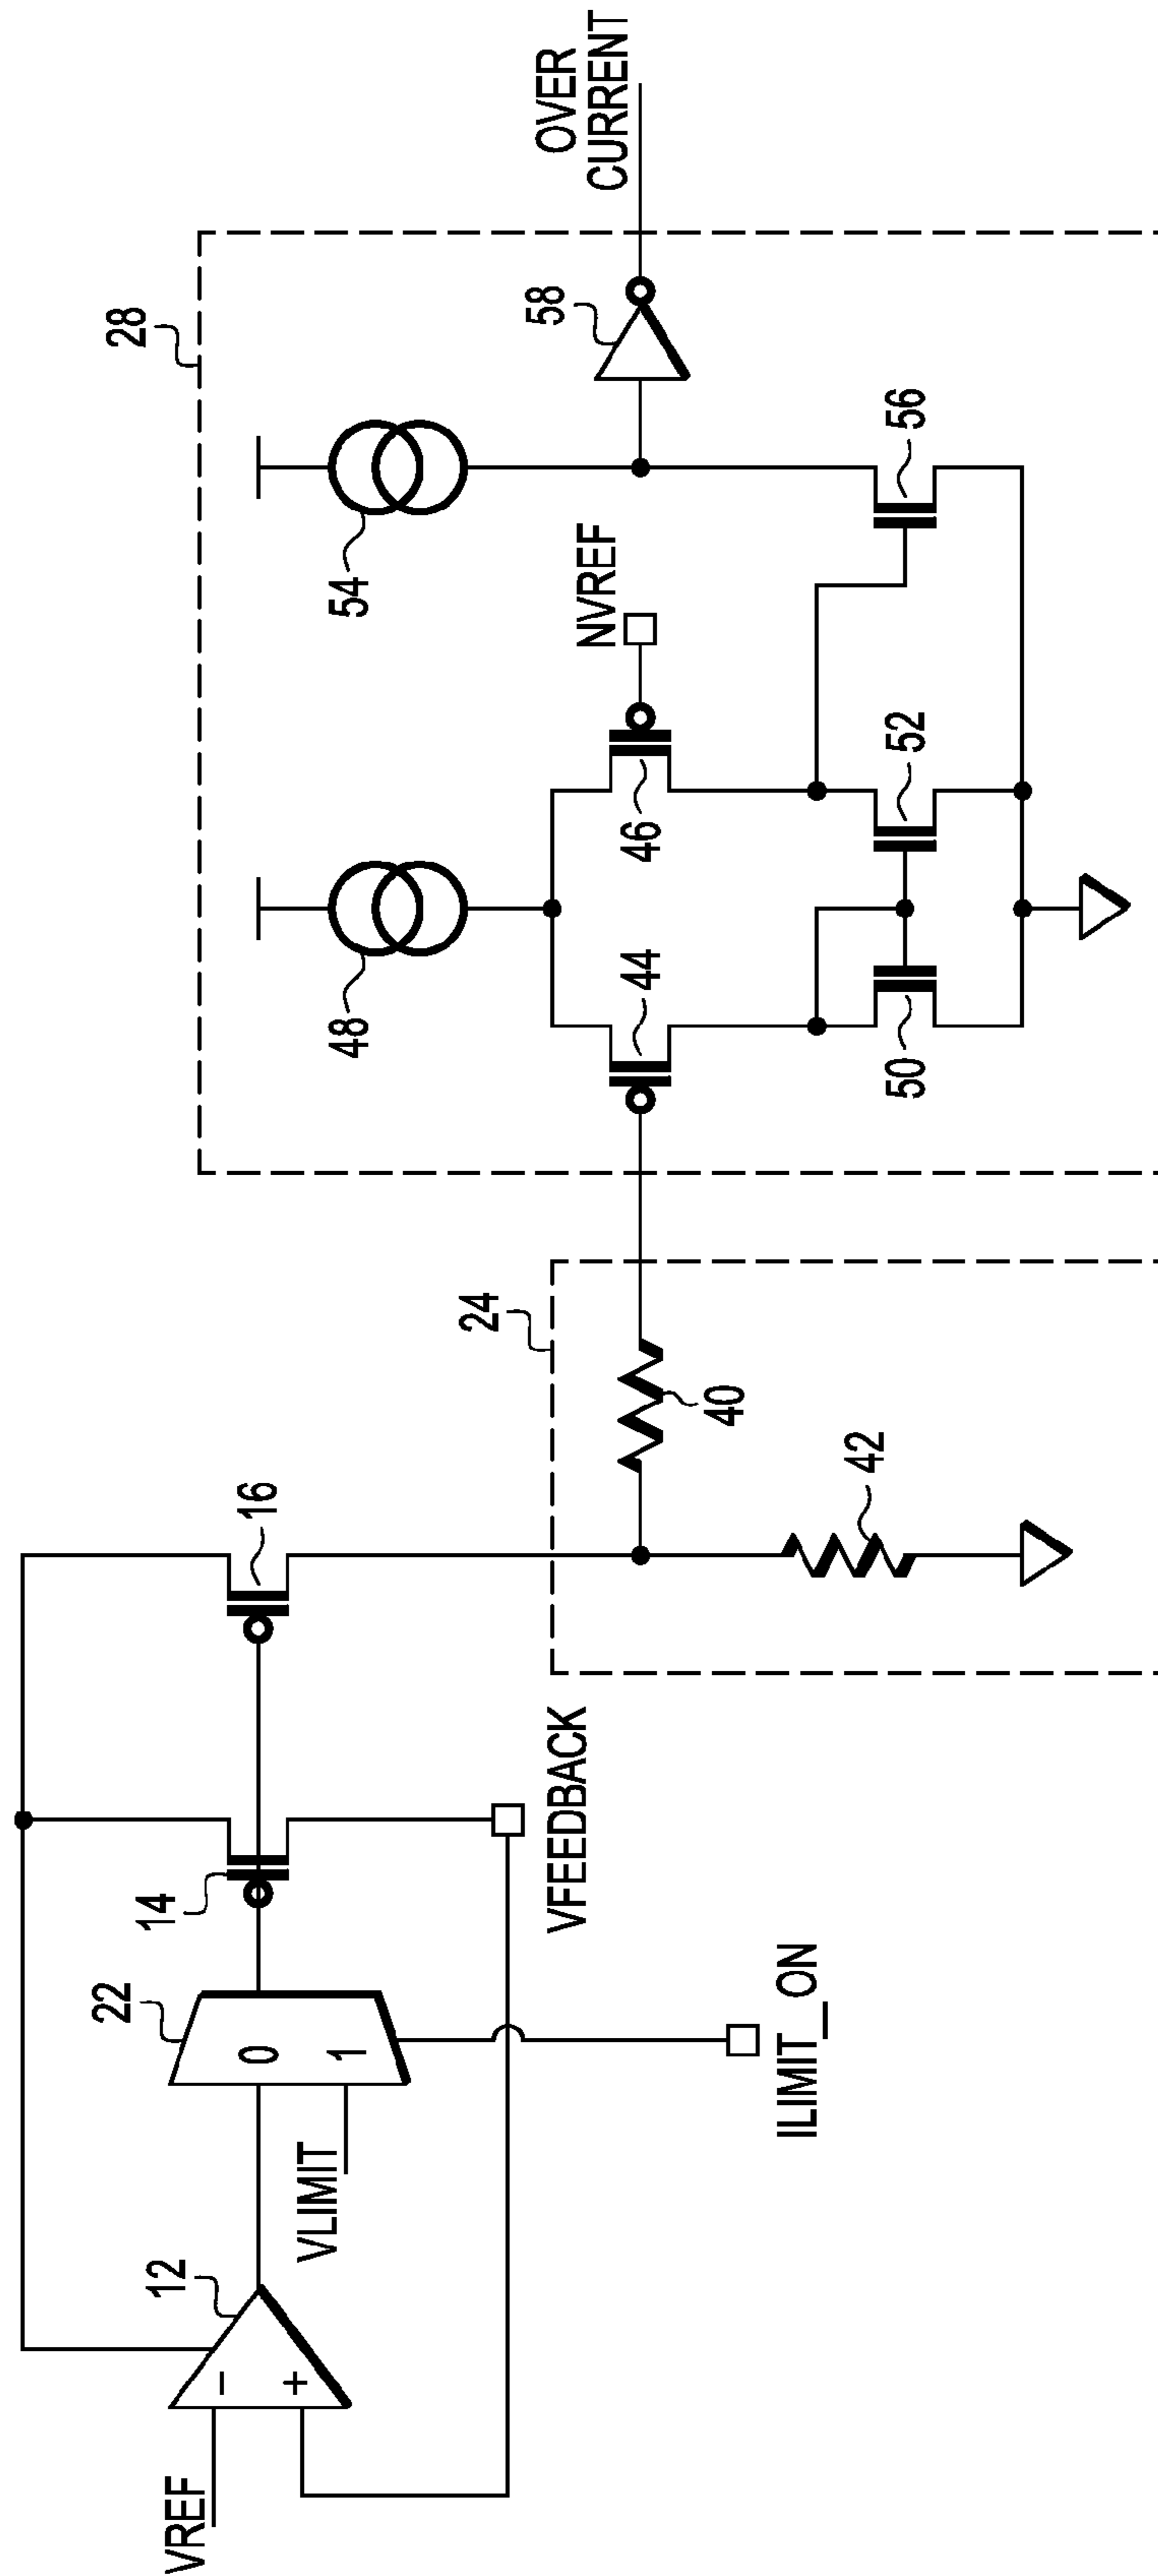 VREF
12
-
+
VLIMIT
22
0
1
ILIMIT_ON
14
VFEEDBACK
16
24
40
42
28
48
44
50
46
NVREF
52
54
56
58
OVER
CURRENT